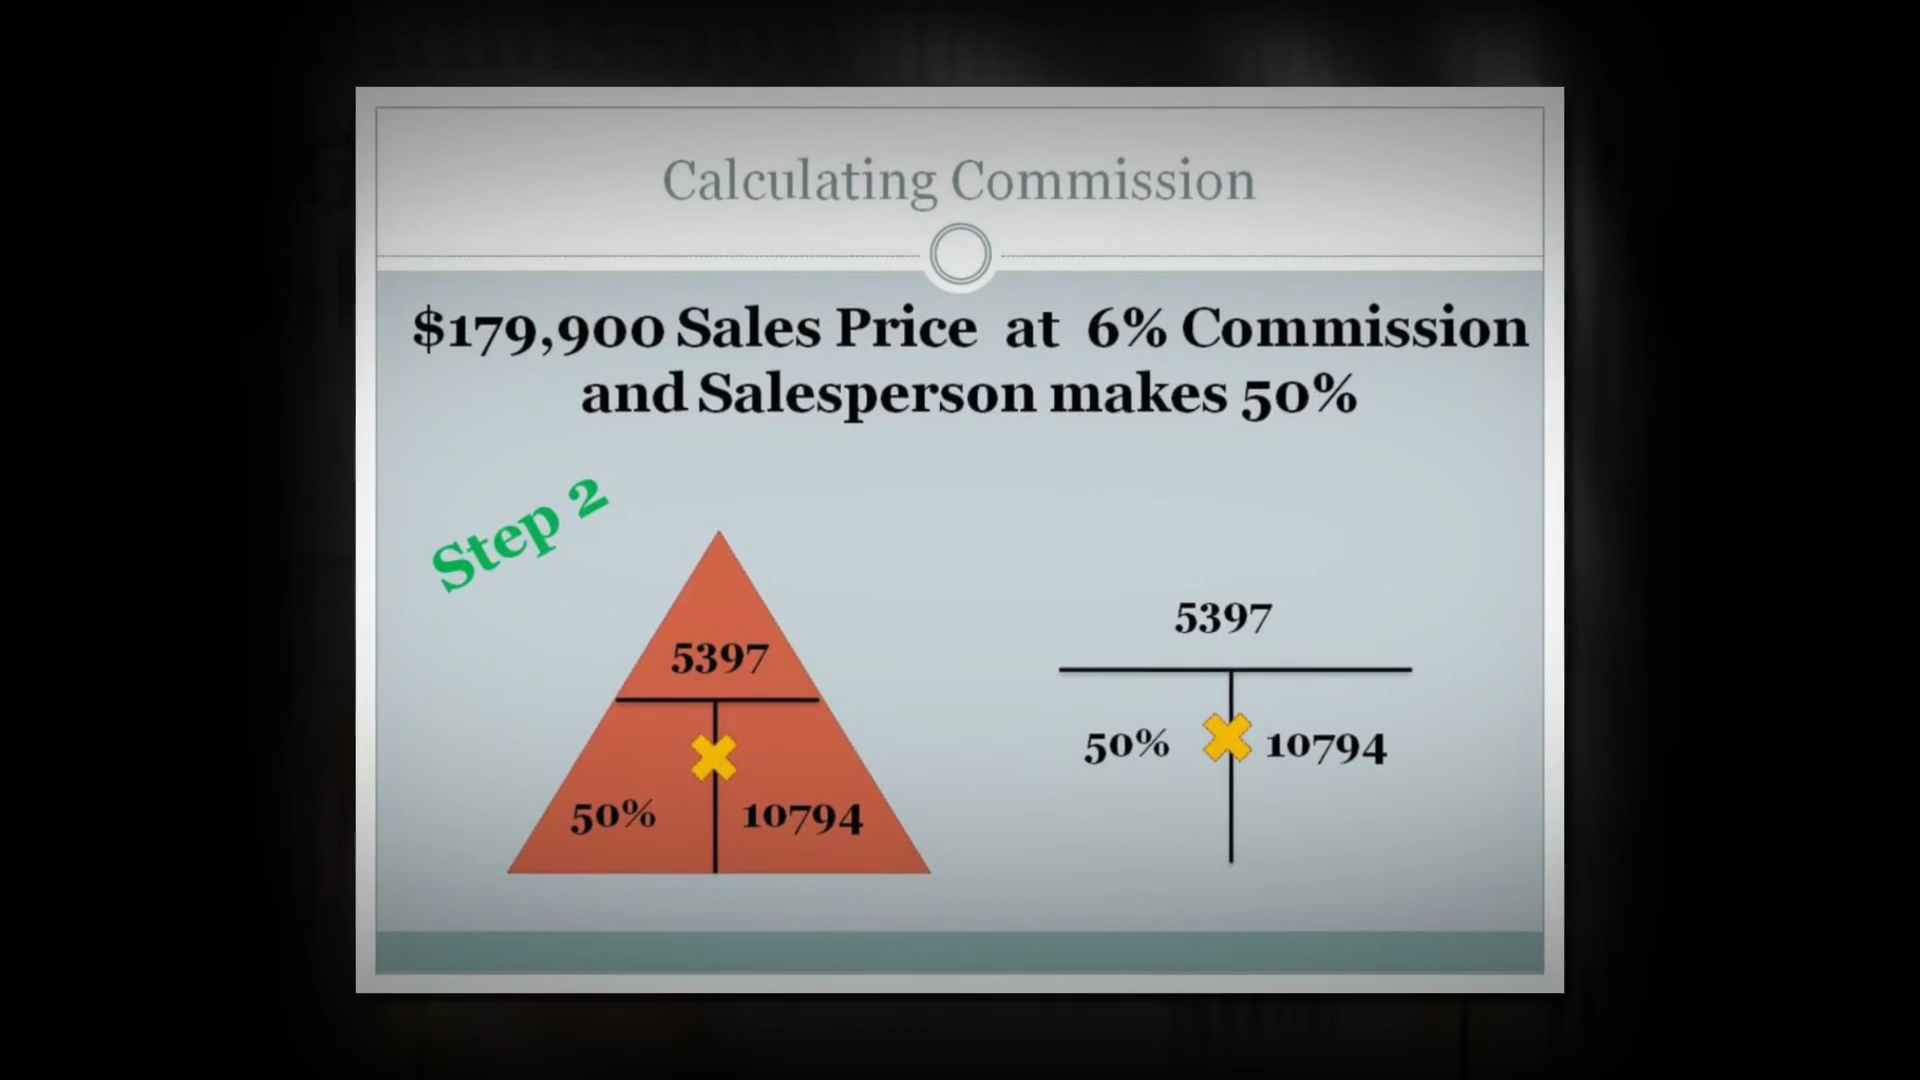 Calculating Commission
$179,900 Sales Price at 6% Commission
and Salesperson makes 50%
Step 2
5397
50% 10794
5397
50% 10794